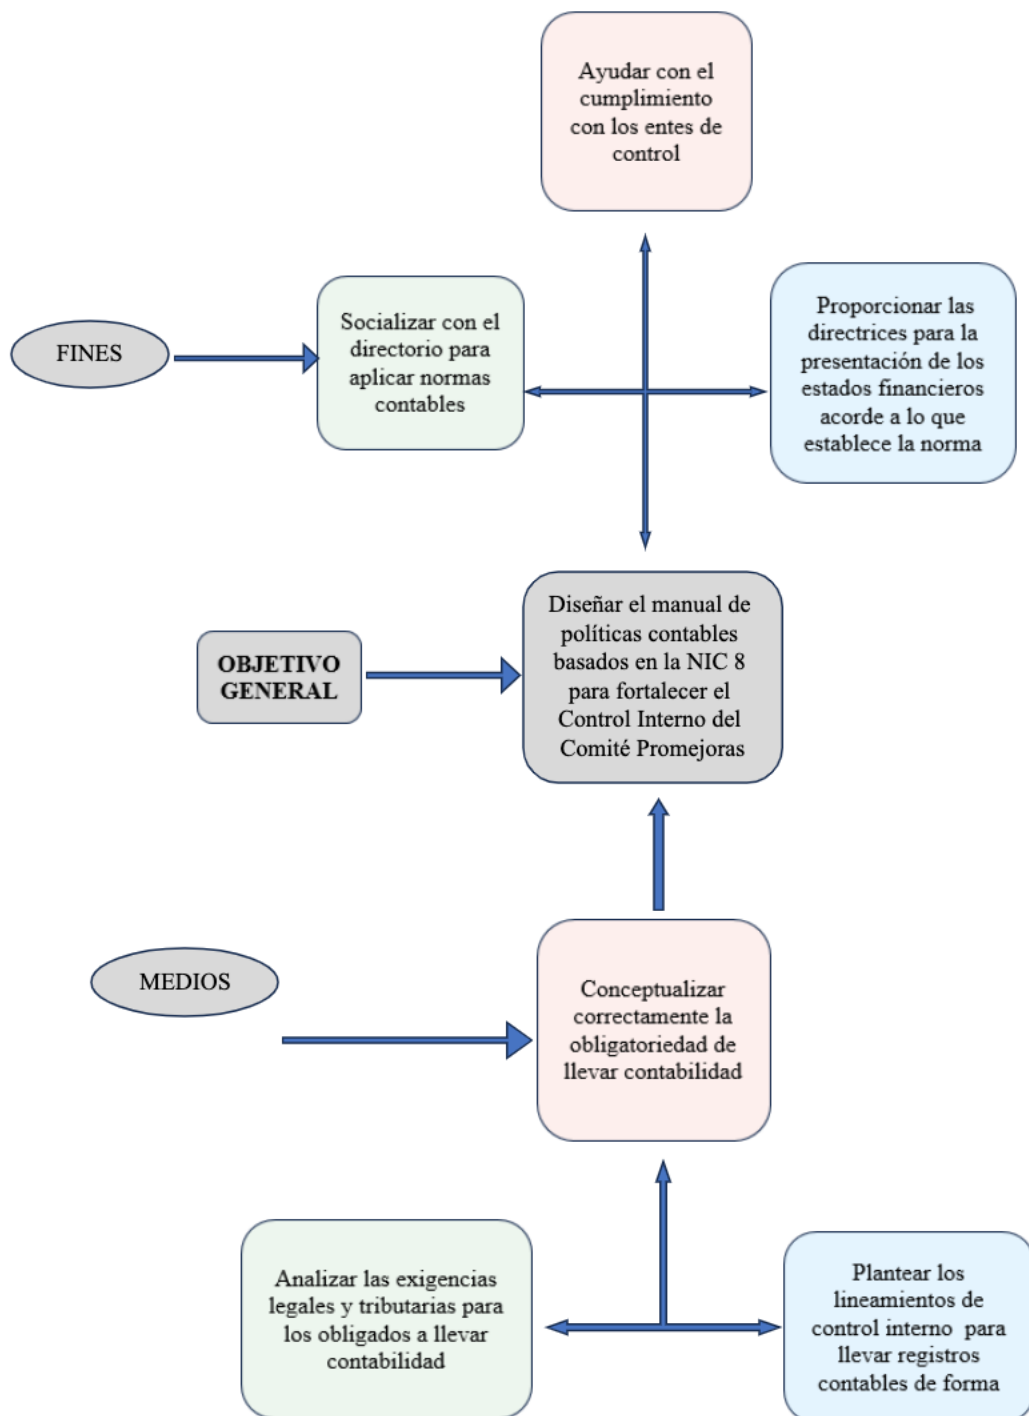 Ayudar con el
cumplimiento
con los entes de
control
FINES
Socializar con el
directorio para
aplicar normas
contables
Proporcionar las
directrices para la
presentación de los
estados financieros
acorde a lo que
establece la norma
OBJETIVO
GENERAL
Diseñar el manual de
políticas contables
basados en la NIC 8
para fortalecer el
Control Interno del
Comité Promejoras
MEDIOS
Conceptualizar
correctamente la
obligatoriedad de
llevar contabilidad
Analizar las exigencias
legales y tributarias para
los obligados a llevar
contabilidad
Plantear los
lineamientos de
control interno para
llevar registros
contables de forma